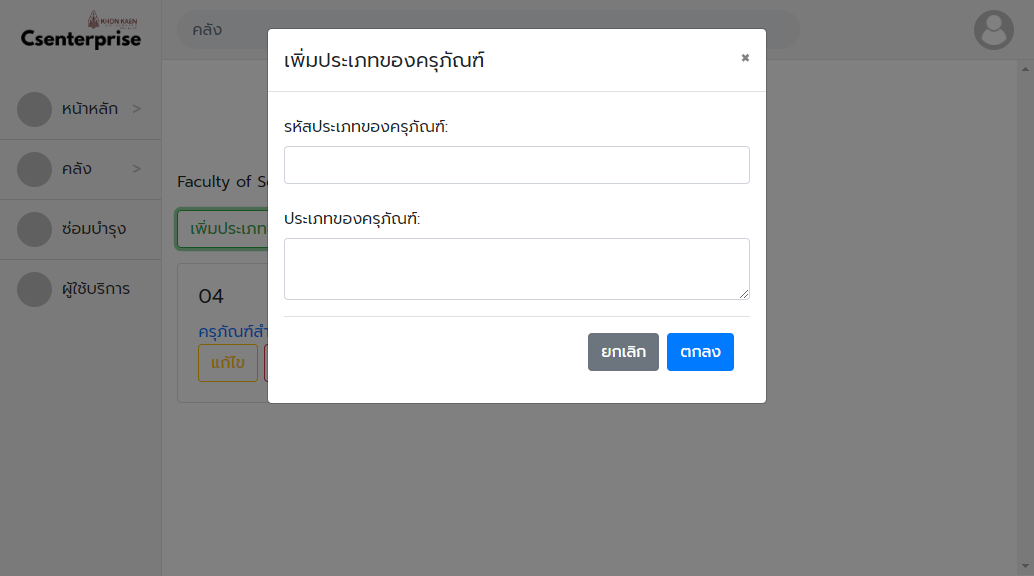 KHON KAEN
Csenterprise
คลัง
หน้าหลัก >
คลัง >
ซ่อมบำรุง
ผู้ใช้บริการ
Faculty of
เพิ่มประเภท
04
ครุภัณฑ์สำ
แก้ไข
เพิ่มประเภทของครุภัณฑ์
×
รหัสประเภทของครุภัณฑ์:
ประเภทของครุภัณฑ์:
ยกเลิก ตกลง